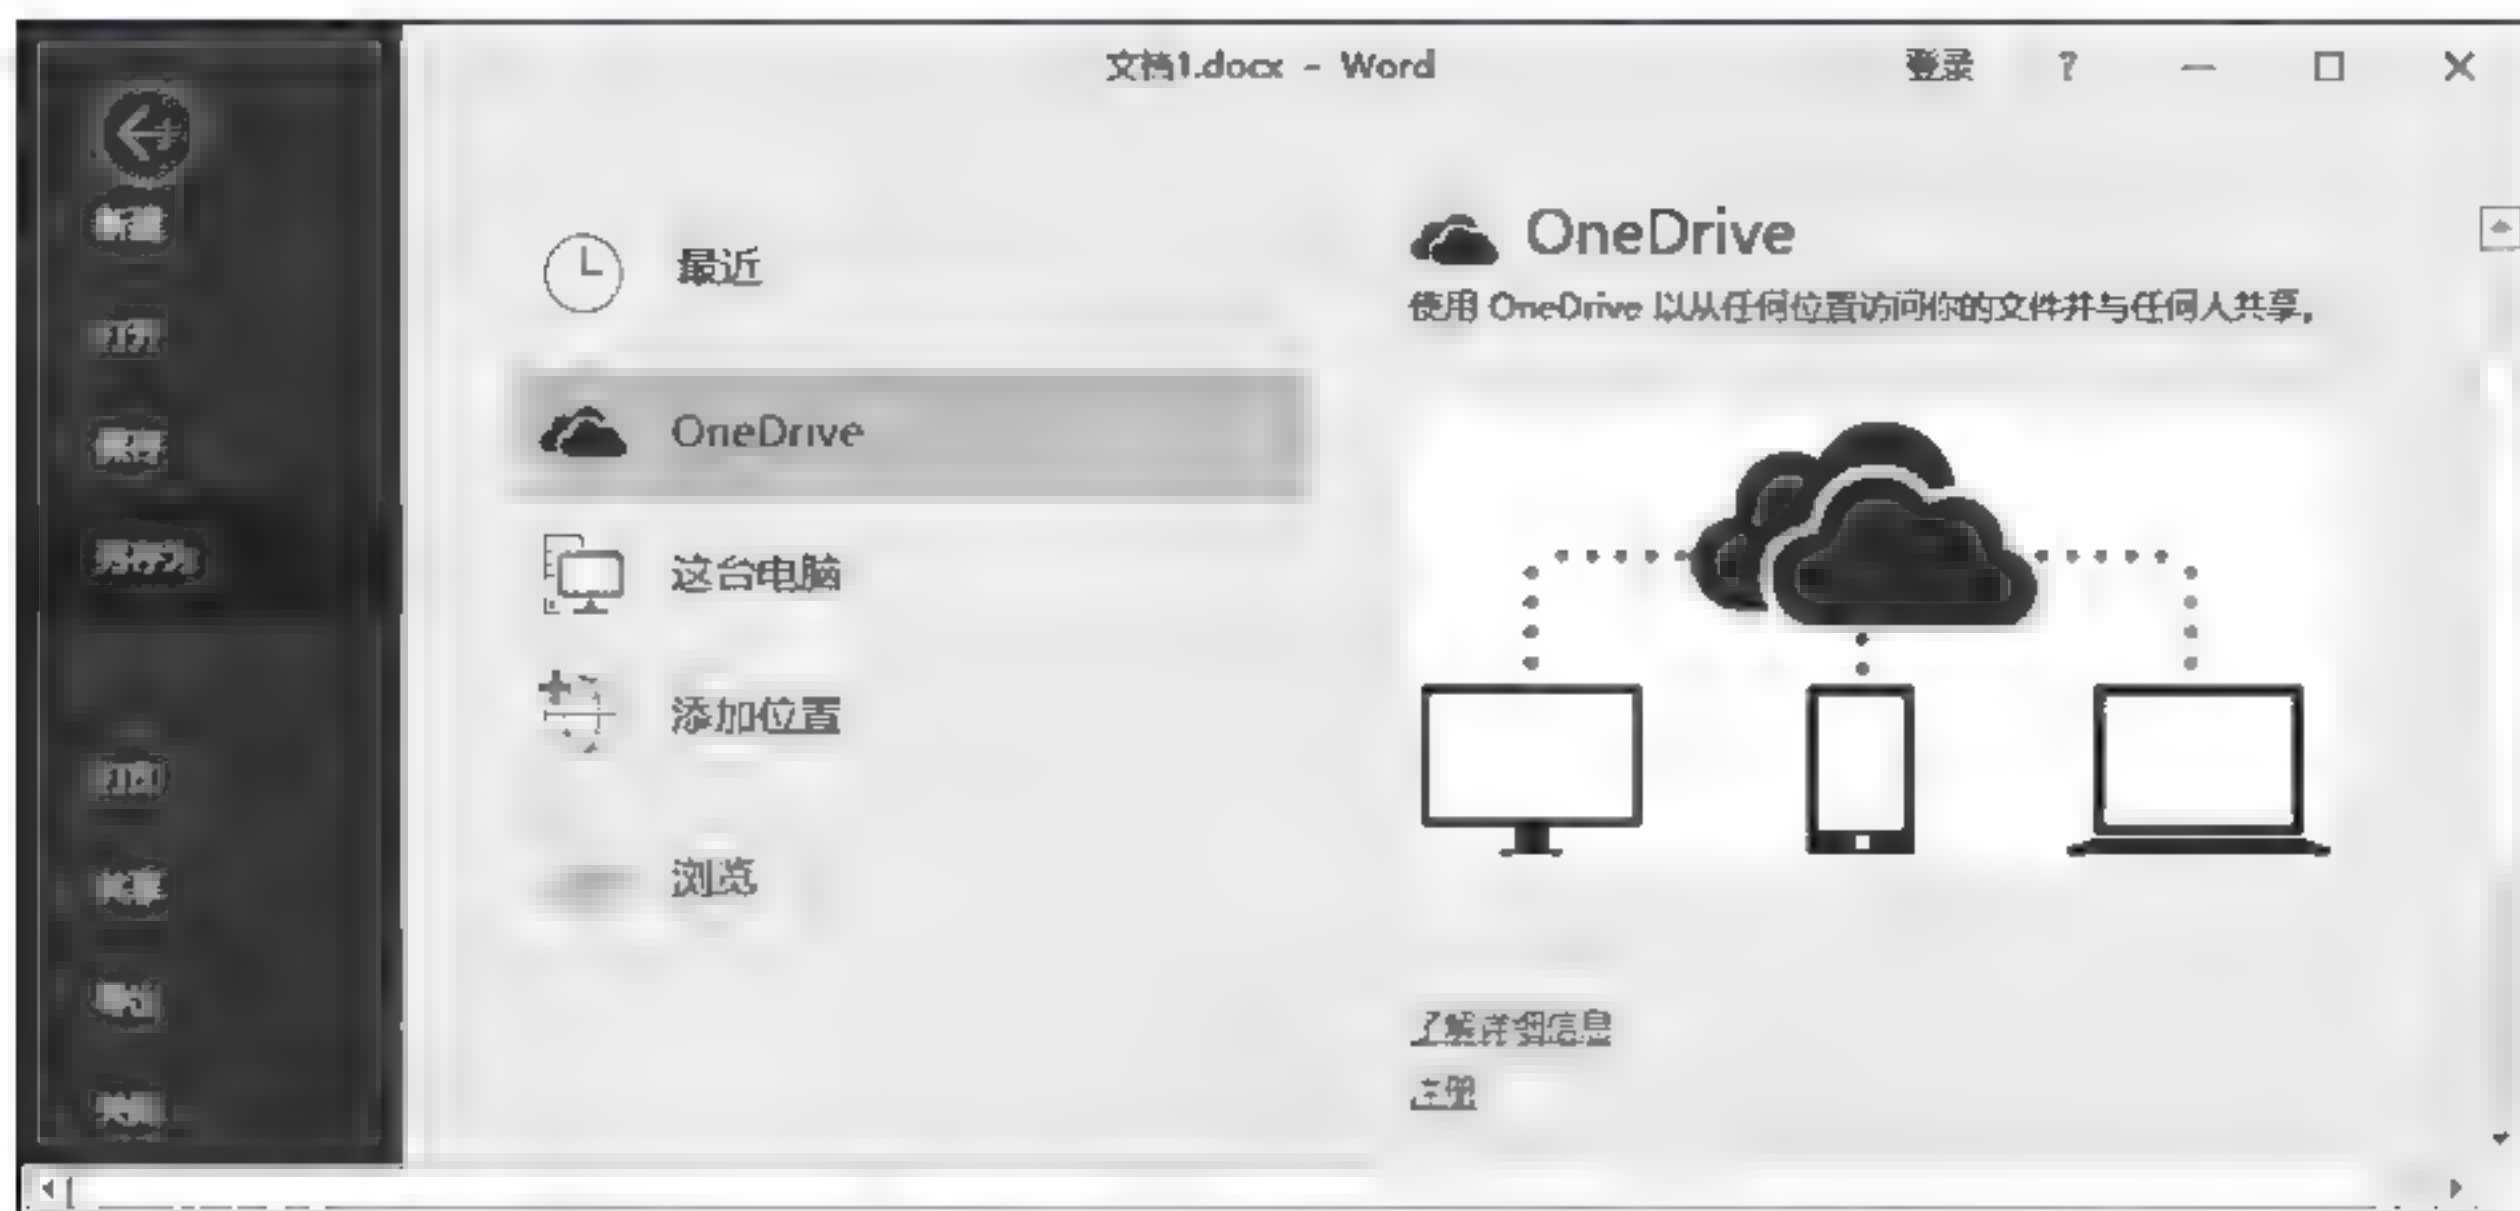 文档1.docx - Word 登录 ?
新建
打开
保存
另存为
打印
共享
导出
关闭
最近
OneDrive
这台电脑
添加位置
浏览
OneDrive
使用 OneDrive 以从任何位置访问你的文件并与任何人共享。
了解详细信息
注册